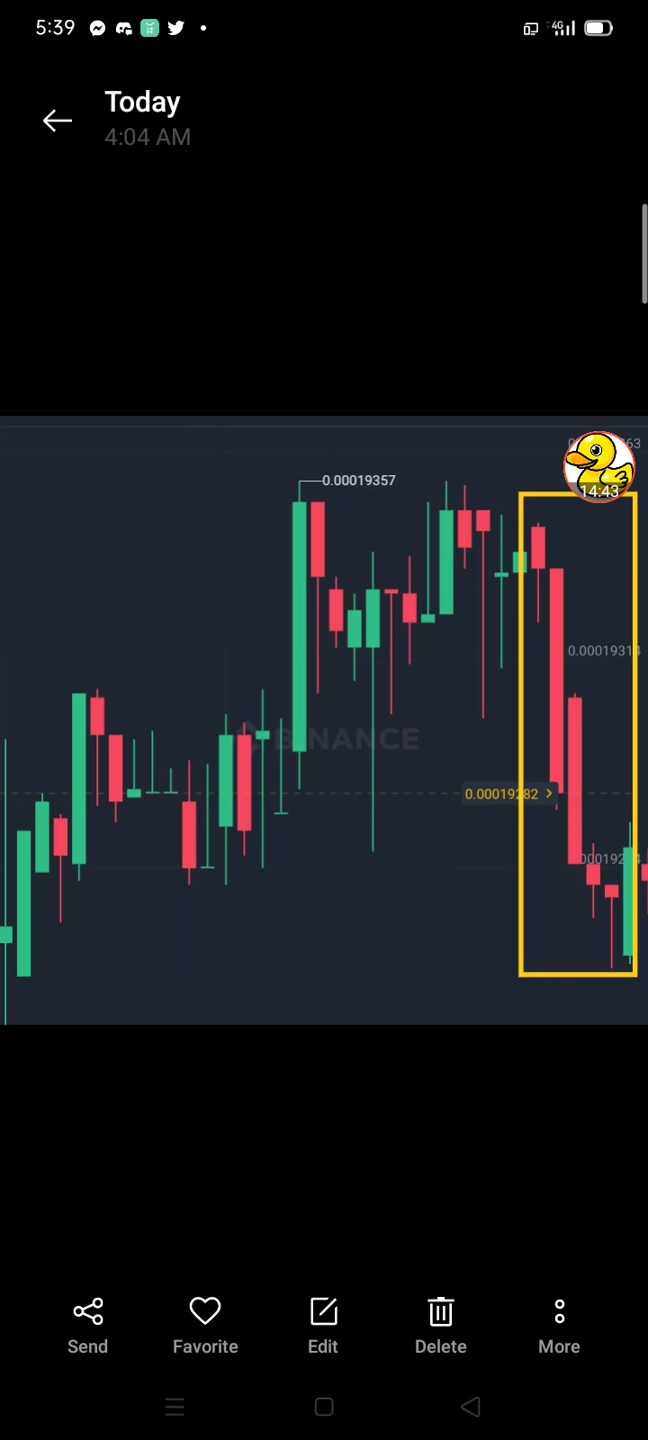 5:39
4G
Today
4:04 AM
0.00019357
14:43
0.00019314
BINANCE
0.00019282
Send
Favorite
Edit
Delete
More